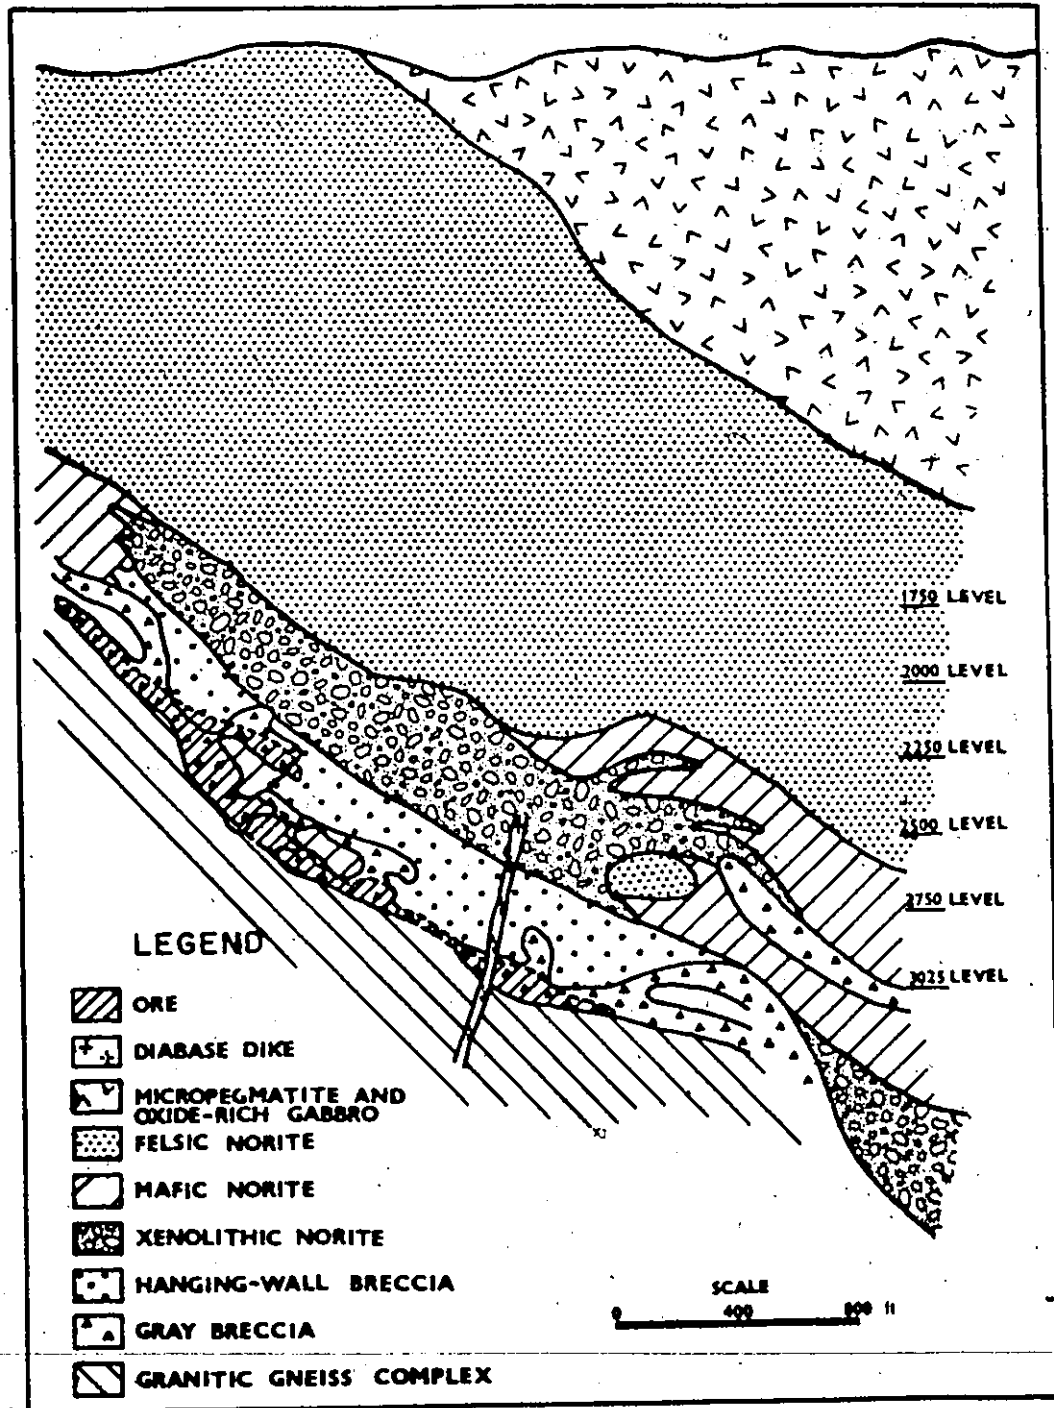 1750 LEVEL
2000 LEVEL
2250 LEVEL
2500 LEVEL
2750 LEVEL
3025 LEVEL
LEGEND
ORE
DIABASE DIKE
MICROPEGMATITE AND
OXIDE-RICH GABBRO
FELSIC NORITE
MAFIC NORITE
XENOLITHIC NORITE
HANGING-WALL BRECCIA
GRAY BRECCIA
GRANITIC GNEISS COMPLEX
SCALE
0 400 800 ft